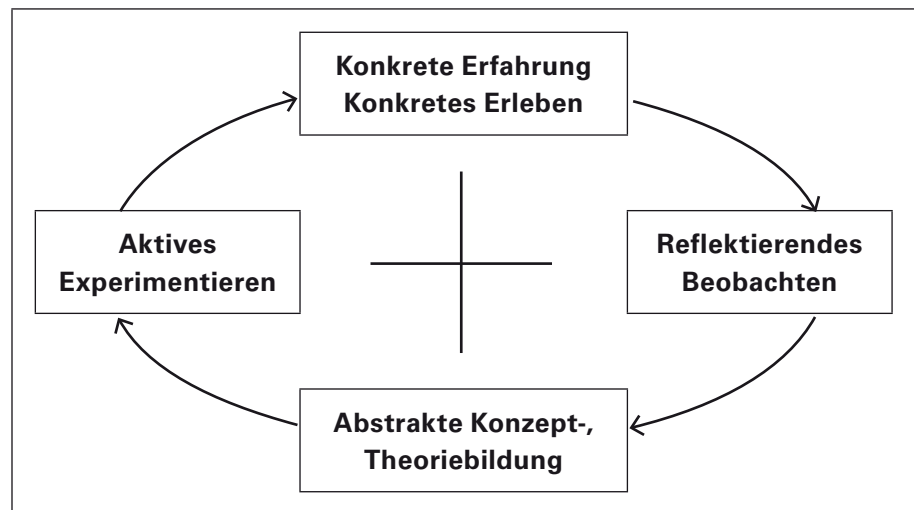 Konkrete Erfahrung
Konkretes Erleben
Aktives
Experimentieren
Reflektierendes
Beobachten
Abstrakte Konzept-,
Theoriebildung